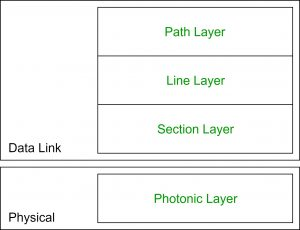 Path Layer
Line Layer
Section Layer
Data Link
Photonic Layer
Physical